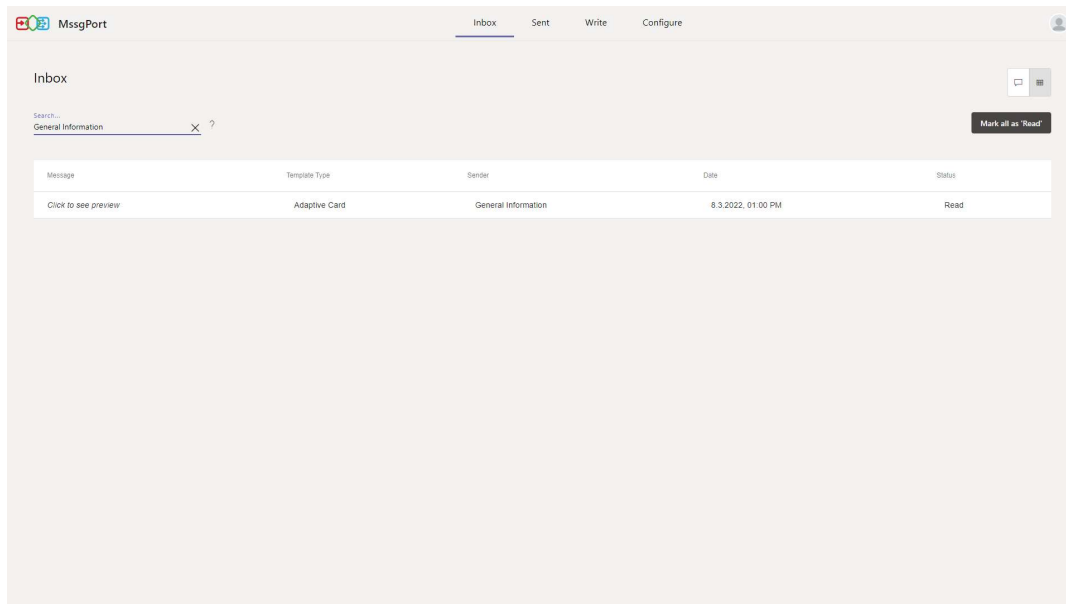 MssgPort
Inbox Sent Write Configure
Inbox
Search...
General Information
?
Mark all as 'Read'
Message Template Type Sender Date Status
Click to see preview Adaptive Card General Information 8.3.2022, 01:00 PM Read